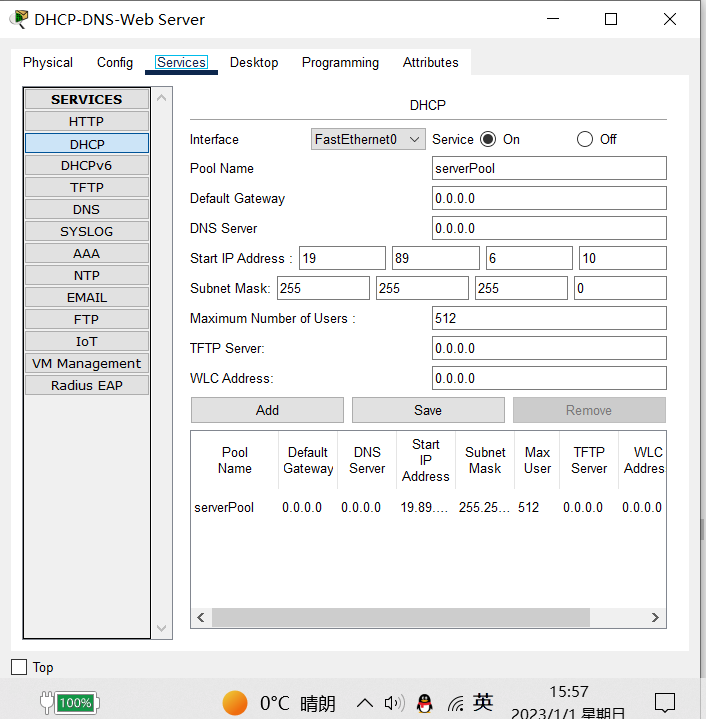 DHCP-DNS-Web Server
Physical Config Services Desktop Programming Attributes
SERVICES
HTTP
DHCP
DHCPv6
TFTP
DNS
SYSLOG
AAA
NTP
EMAIL
FTP
IoT
VM Management
Radius EAP
DHCP
Interface FastEthernet0 Service On Off
Pool Name serverPool
Default Gateway 0.0.0.0
DNS Server 0.0.0.0
Start IP Address : 19 89 6 10
Subnet Mask: 255 255 255 0
Maximum Number of Users : 512
TFTP Server: 0.0.0.0
WLC Address: 0.0.0.0
Add Save Remove
Pool Name Default Gateway DNS Server Start IP Address Subnet Mask Max User TFTP Server WLC Addres
serverPool 0.0.0.0 0.0.0.0 19.89.... 255.25... 512 0.0.0.0 0.0.0.0
Top
100% 0°C 晴朗 英 15:57
2023/1/1 星期日